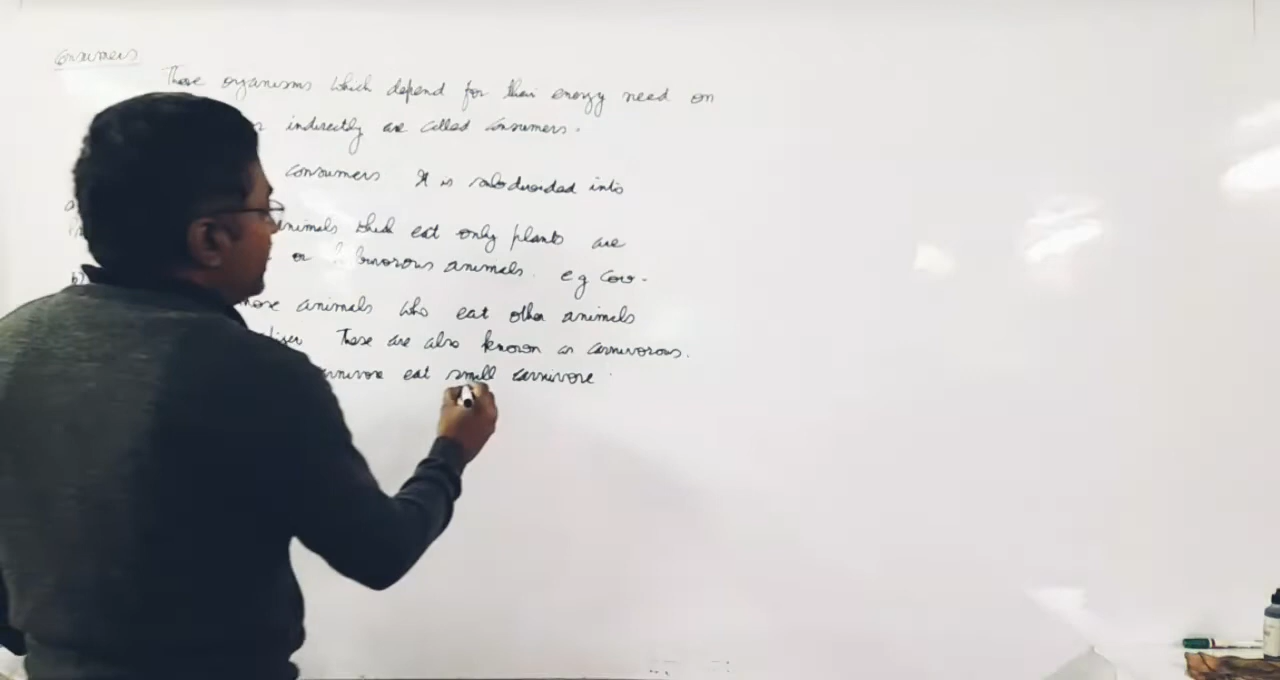 Consumers
Those organisms which depend for their energy need on
indirectly are called consumers.
consumers It is subdivided into
animals which eat only plants are
or animals. eg Cow.
those animals who eat other animals
These are also known as carnivorous.
carnivore eat small carnivore.